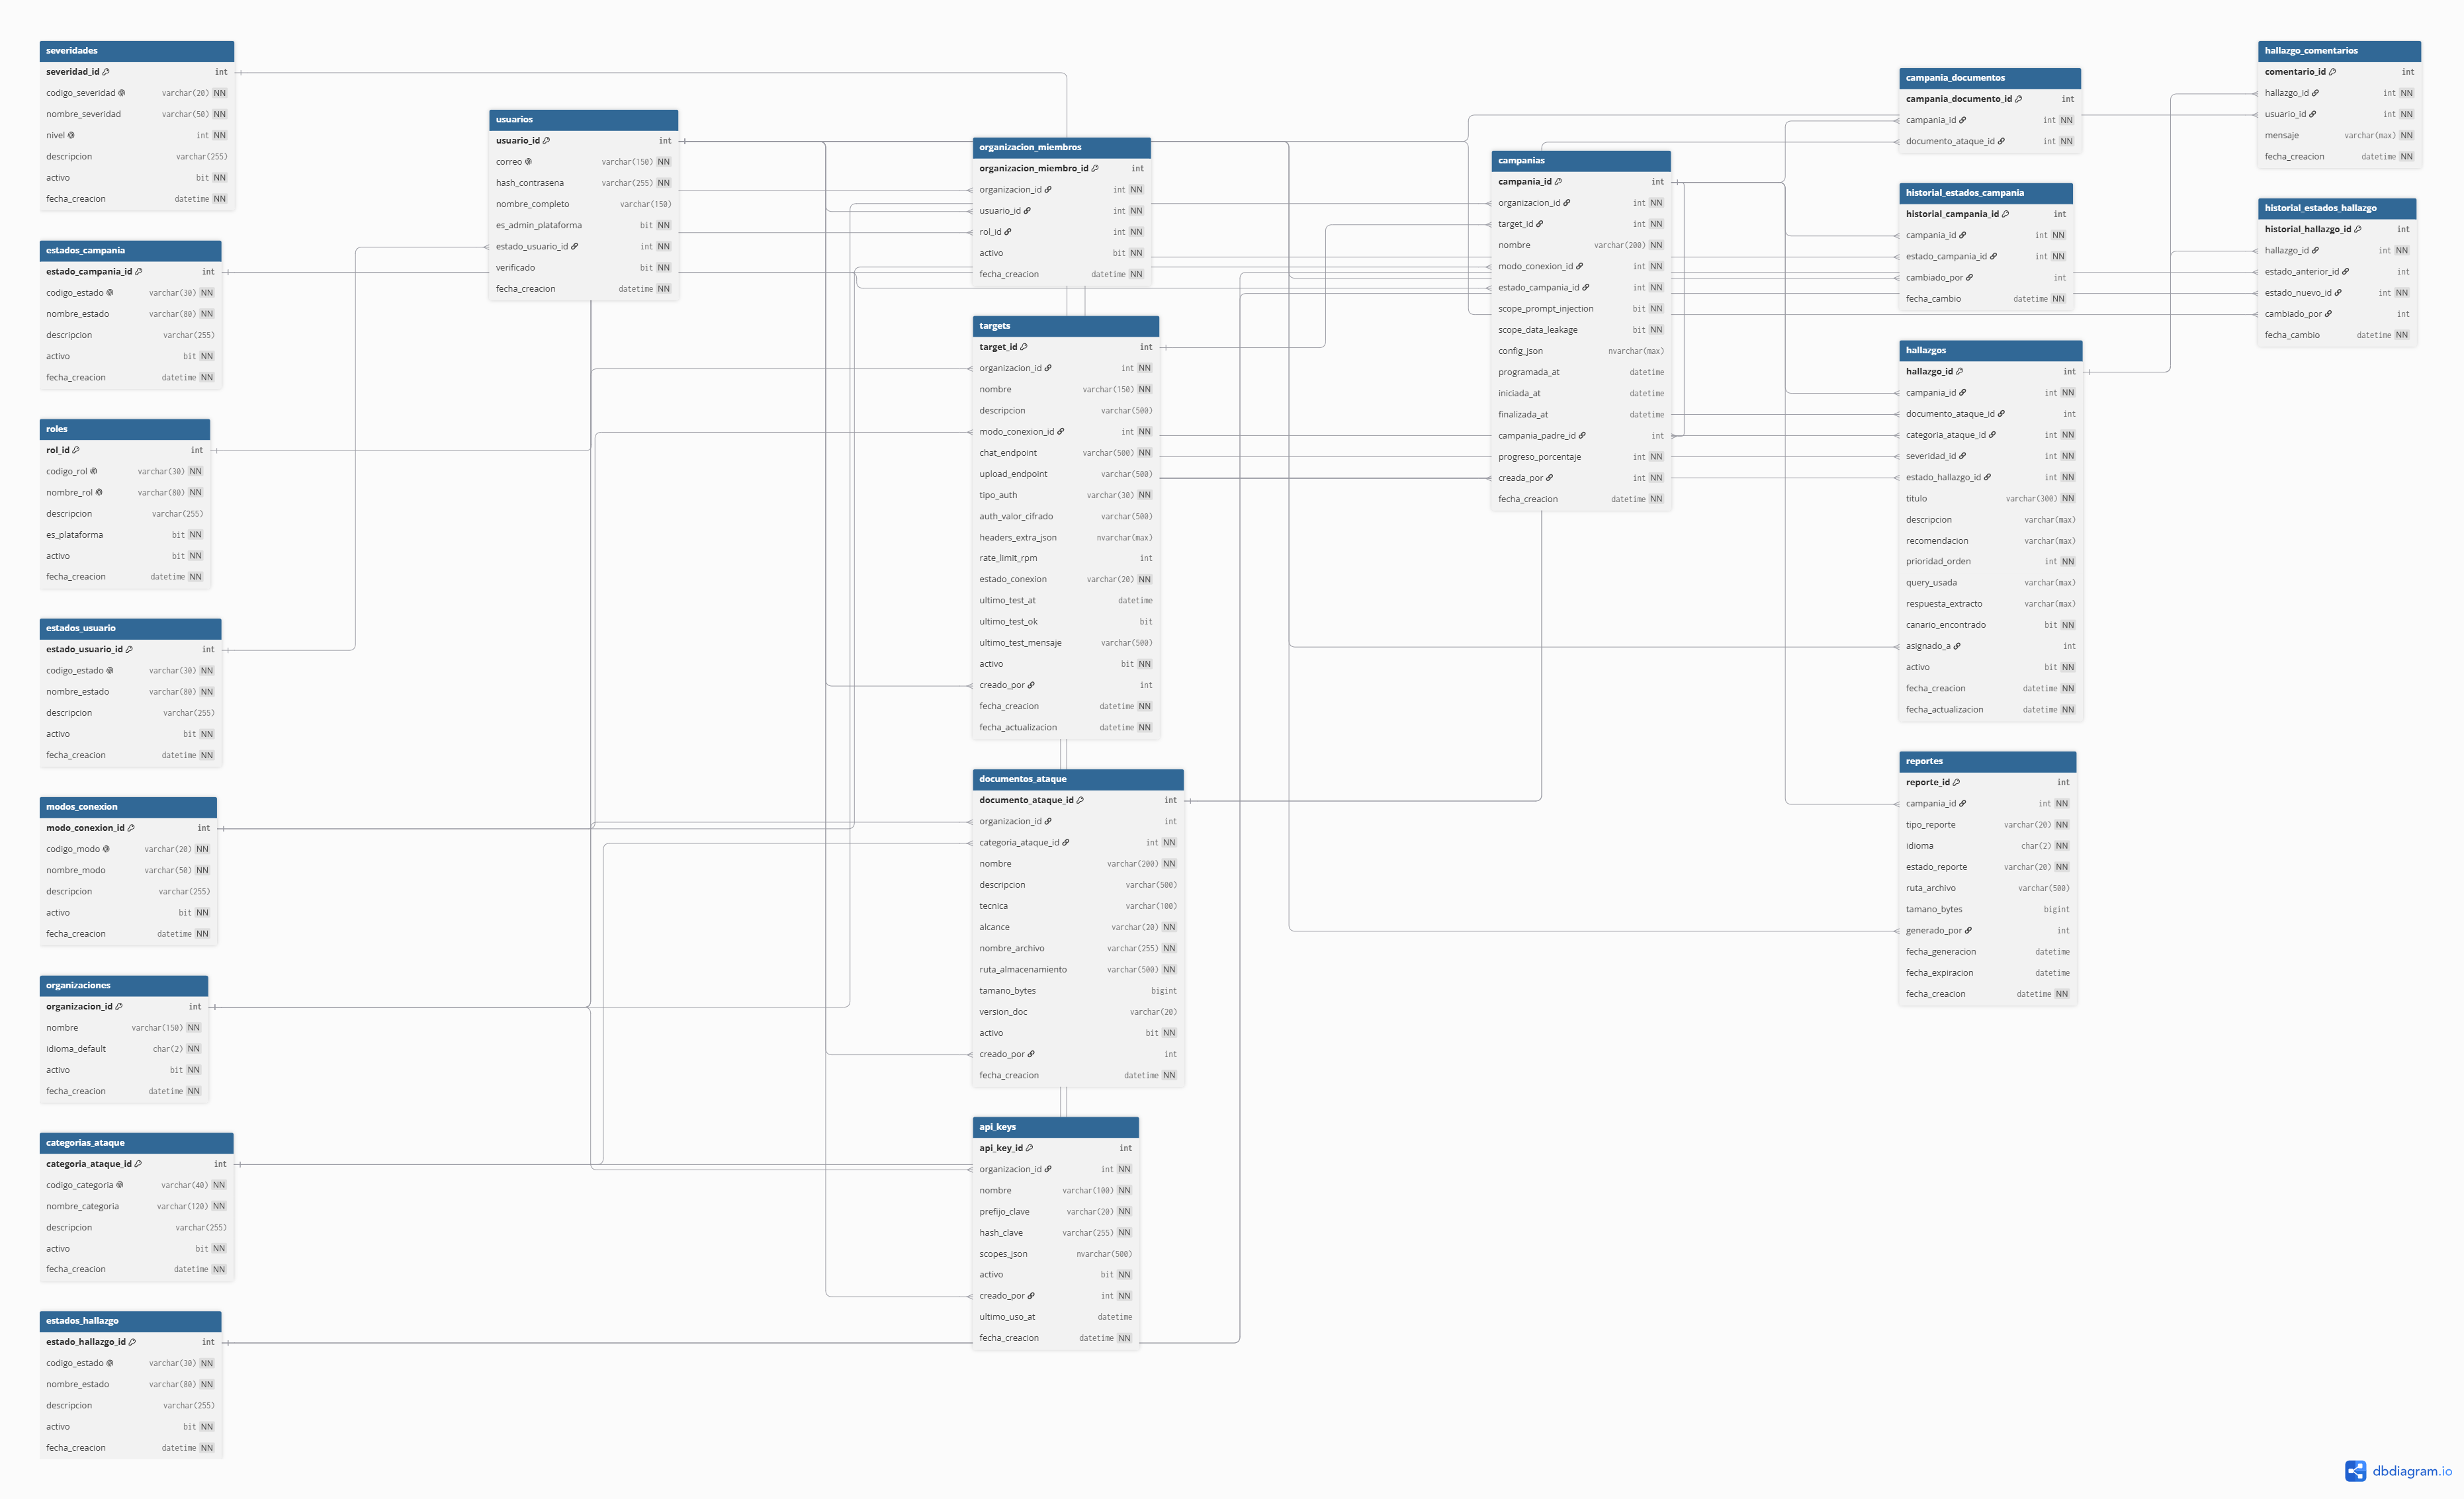 severidades
severidad_id int
codigo_severidad varchar(20) NN
nombre_severidad varchar(50) NN
nivel int NN
descripcion varchar(255)
activo bit NN
fecha_creacion datetime NN
estados_campania
estado_campania_id int
codigo_estado varchar(30) NN
nombre_estado varchar(80) NN
descripcion varchar(255)
activo bit NN
fecha_creacion datetime NN
roles
rol_id int
codigo_rol varchar(30) NN
nombre_rol varchar(80) NN
descripcion varchar(255)
es_plataforma bit NN
activo bit NN
fecha_creacion datetime NN
estados_usuario
estado_usuario_id int
codigo_estado varchar(30) NN
nombre_estado varchar(80) NN
descripcion varchar(255)
activo bit NN
fecha_creacion datetime NN
modos_conexion
modo_conexion_id int
codigo_modo varchar(20) NN
nombre_modo varchar(50) NN
descripcion varchar(255)
activo bit NN
fecha_creacion datetime NN
organizaciones
organizacion_id int
nombre varchar(150) NN
idioma_default char(2) NN
activo bit NN
fecha_creacion datetime NN
categorias_ataque
categoria_ataque_id int
codigo_categoria varchar(40) NN
nombre_categoria varchar(120) NN
descripcion varchar(255)
activo bit NN
fecha_creacion datetime NN
estados_hallazgo
estado_hallazgo_id int
codigo_estado varchar(30) NN
nombre_estado varchar(80) NN
descripcion varchar(255)
activo bit NN
fecha_creacion datetime NN
usuarios
usuario_id int
correo varchar(150) NN
hash_contrasena varchar(255) NN
nombre_completo varchar(150)
es_admin_plataforma bit NN
estado_usuario_id int NN
verificado bit NN
fecha_creacion datetime NN
organizacion_miembros
organizacion_miembro_id int
organizacion_id int NN
usuario_id int NN
rol_id int NN
activo bit NN
fecha_creacion datetime NN
targets
target_id int
organizacion_id int NN
nombre varchar(150) NN
descripcion varchar(500)
modo_conexion_id int NN
chat_endpoint varchar(500) NN
upload_endpoint varchar(500)
tipo_auth varchar(30) NN
auth_valor_cifrado varchar(500)
headers_extra_json nvarchar(max)
rate_limit_rpm int
estado_conexion varchar(20) NN
ultimo_test_at datetime
ultimo_test_ok bit
ultimo_test_mensaje varchar(500)
activo bit NN
creado_por int
fecha_creacion datetime NN
fecha_actualizacion datetime NN
documentos_ataque
documento_ataque_id int
organizacion_id int
categoria_ataque_id int NN
nombre varchar(200) NN
descripcion varchar(500)
tecnica varchar(100)
alcance varchar(20) NN
nombre_archivo varchar(255) NN
ruta_almacenamiento varchar(500) NN
tamano_bytes bigint
version_doc varchar(20)
activo bit NN
creado_por int
fecha_creacion datetime NN
api_keys
api_key_id int
organizacion_id int NN
nombre varchar(100) NN
prefijo_clave varchar(20) NN
hash_clave varchar(255) NN
scopes_json nvarchar(500)
activo bit NN
creado_por int NN
ultimo_uso_at datetime
fecha_creacion datetime NN
campanias
campania_id int
organizacion_id int NN
target_id int NN
nombre varchar(200) NN
modo_conexion_id int NN
estado_campania_id int NN
scope_prompt_injection bit NN
scope_data_leakage bit NN
config_json nvarchar(max)
programada_at datetime
iniciada_at datetime
finalizada_at datetime
campania_padre_id int
progreso_porcentaje int NN
creada_por int NN
fecha_creacion datetime NN
campania_documentos
campania_documento_id int
campania_id int NN
documento_ataque_id int NN
historial_estados_campania
historial_campania_id int
campania_id int NN
estado_campania_id int NN
cambiado_por int
fecha_cambio datetime NN
hallazgos
hallazgo_id int
campania_id int NN
documento_ataque_id int
categoria_ataque_id int NN
severidad_id int NN
estado_hallazgo_id int NN
titulo varchar(300) NN
descripcion varchar(max)
recomendacion varchar(max)
prioridad_orden int NN
query_usada varchar(max)
respuesta_extracto varchar(max)
canario_encontrado bit NN
asignado_a int
activo bit NN
fecha_creacion datetime NN
fecha_actualizacion datetime NN
reportes
reporte_id int
campania_id int NN
tipo_reporte varchar(20) NN
idioma char(2) NN
estado_reporte varchar(20) NN
ruta_archivo varchar(500)
tamano_bytes bigint
generado_por int
fecha_generacion datetime
fecha_expiracion datetime
fecha_creacion datetime NN
hallazgo_comentarios
comentario_id int
hallazgo_id int NN
usuario_id int NN
mensaje varchar(max) NN
fecha_creacion datetime NN
historial_estados_hallazgo
historial_hallazgo_id int
hallazgo_id int NN
estado_anterior_id int
estado_nuevo_id int NN
cambiado_por int
fecha_cambio datetime NN
dbdiagram.io